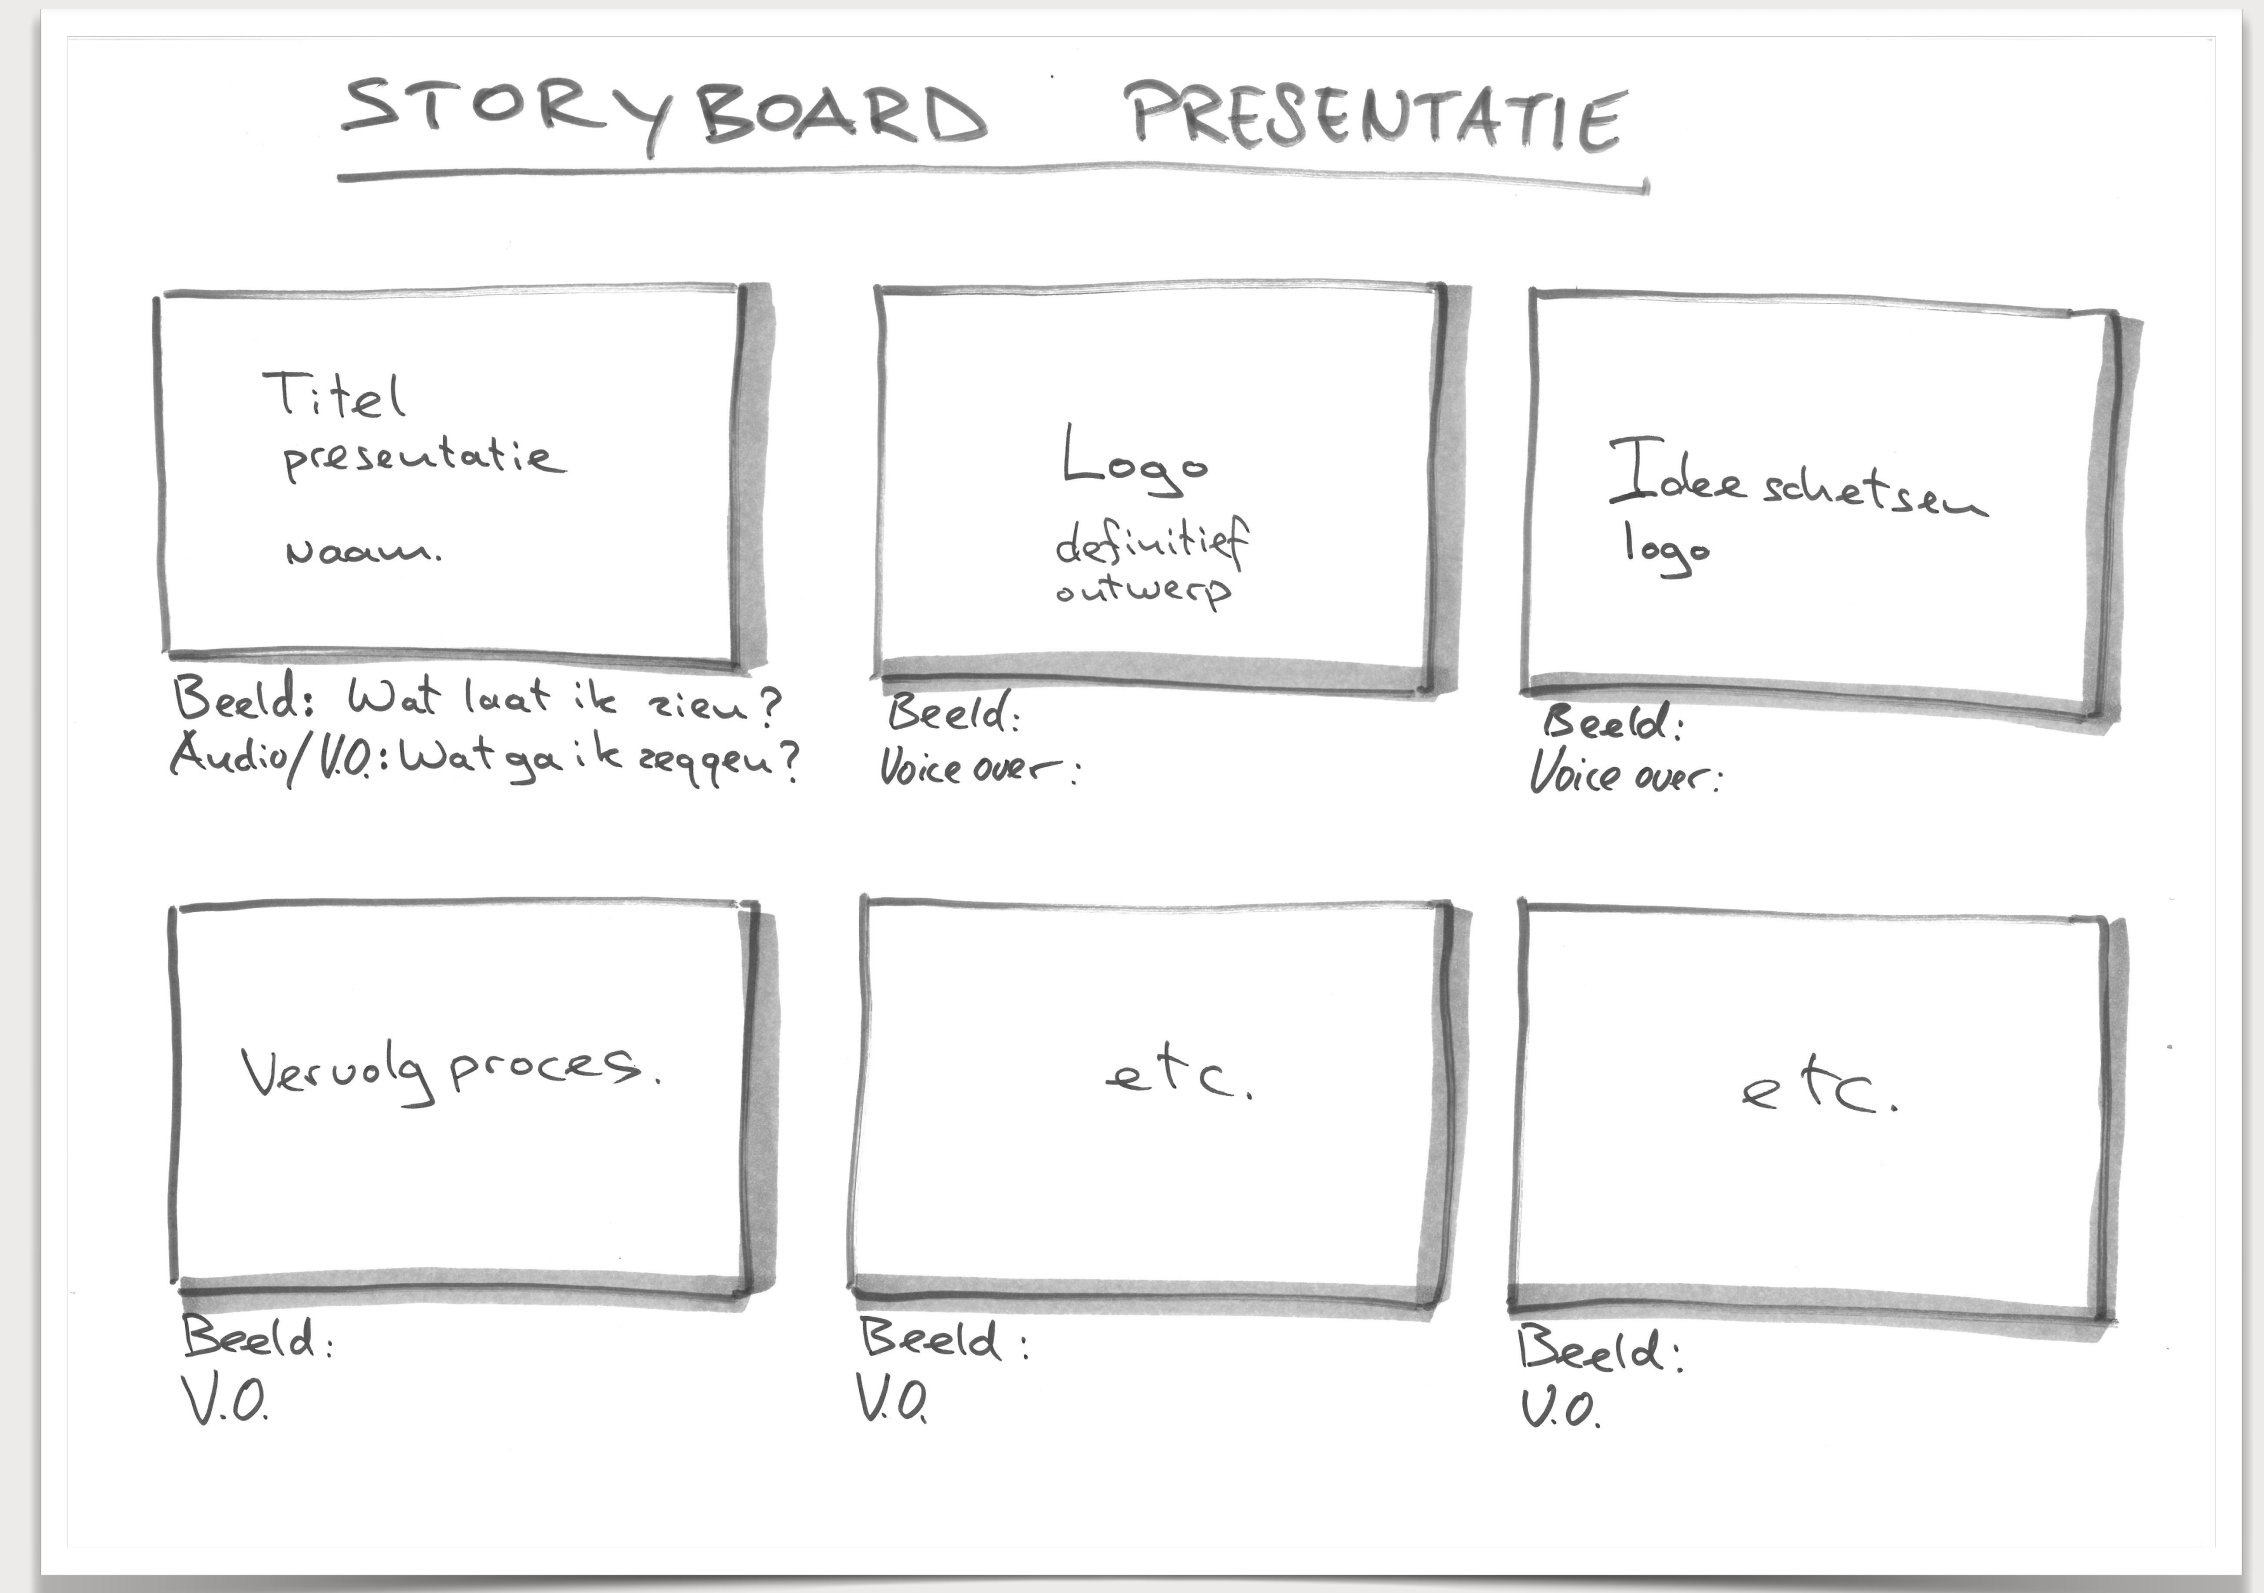 STORYBOARD PRESENTATIE
Titel
presentatie
Naam.
Beeld: Wat laat ik zien?
Audio/V.O.: Wat ga ik zeggen?
Logo
definitief
ontwerp
Beeld:
Voice over:
Idee schetsen
logo
Beeld:
Voice over:
Vervolg proces.
Beeld:
V.O.
etc.
Beeld:
V.O.
etc.
Beeld:
V.O.